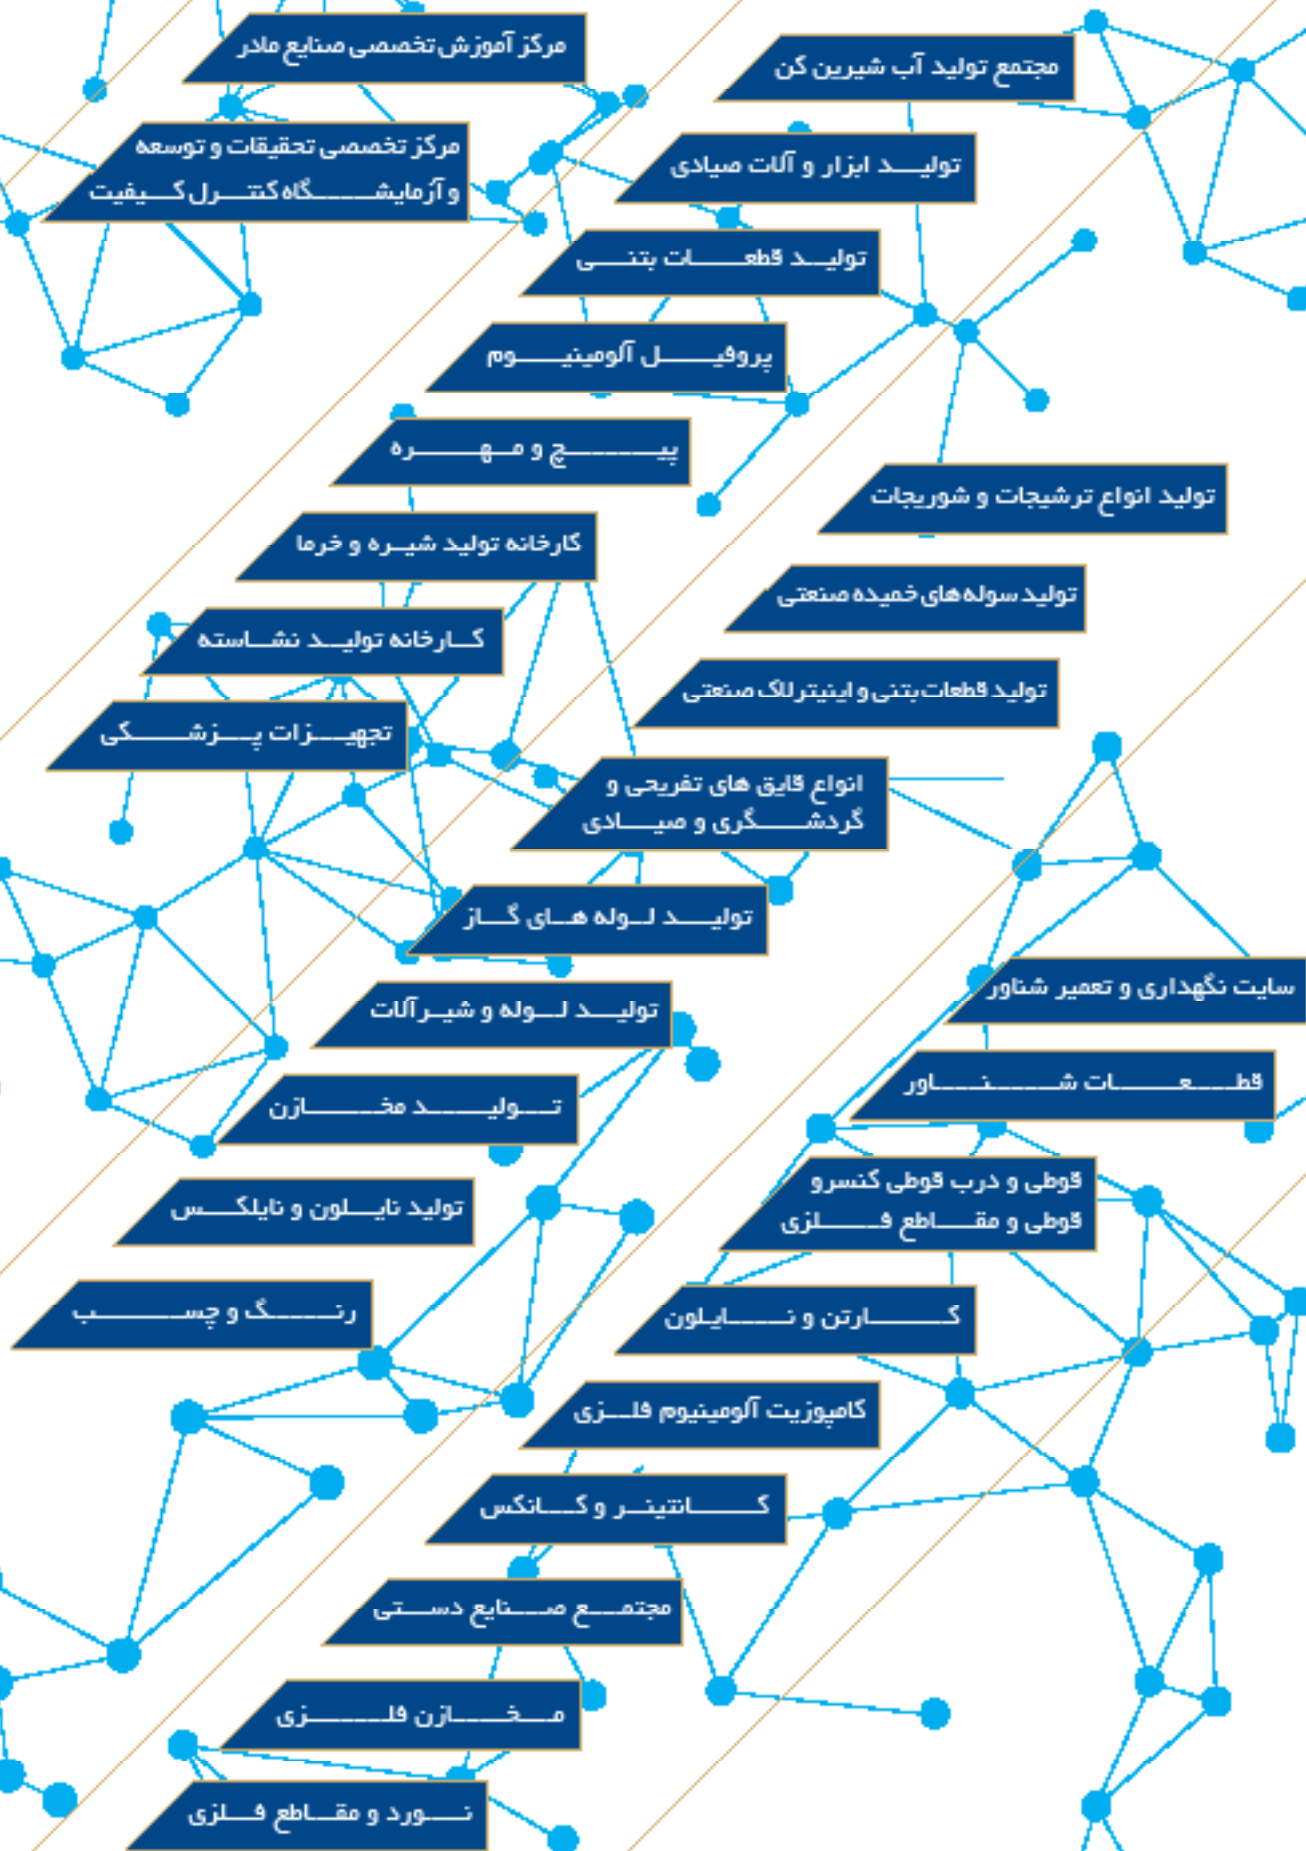 مرکز آموزش تخصصی صنایع مادر
مجتمع تولید آب شیرین کن
مرکز تخصصی تحقیقات و توسعه
و آزمایشگاه کنترل کیفیت
تولید ابزار و آلات صیادی
تولید قطعات بتنی
پروفیل آلومینیوم
پیچ و مهره
تولید انواع ترشیجات و شوریجات
کارخانه تولید شیره و خرما
تولید سوله‌های خمیده صنعتی
کارخانه تولید نشاسته
تولید قطعات بتنی و اینیترلاک صنعتی
تجهیزات پزشکی
انواع قایق های تفریحی و
گردشگری و صیادی
تولید لوله های گاز
سایت نگهداری و تعمیر شناور
تولید لوله و شیرآلات
قطعات شناور
تولید مخازن
قوطی و درب قوطی کنسرو
قوطی و مقاطع فلزی
تولید نایلون و نایلکس
رنگ و چسب
کارتن و نایلون
کامپوزیت آلومینیوم فلزی
کانتینر و کانکس
مجتمع صنایع دستی
مخازن فلزی
نورد و مقاطع فلزی